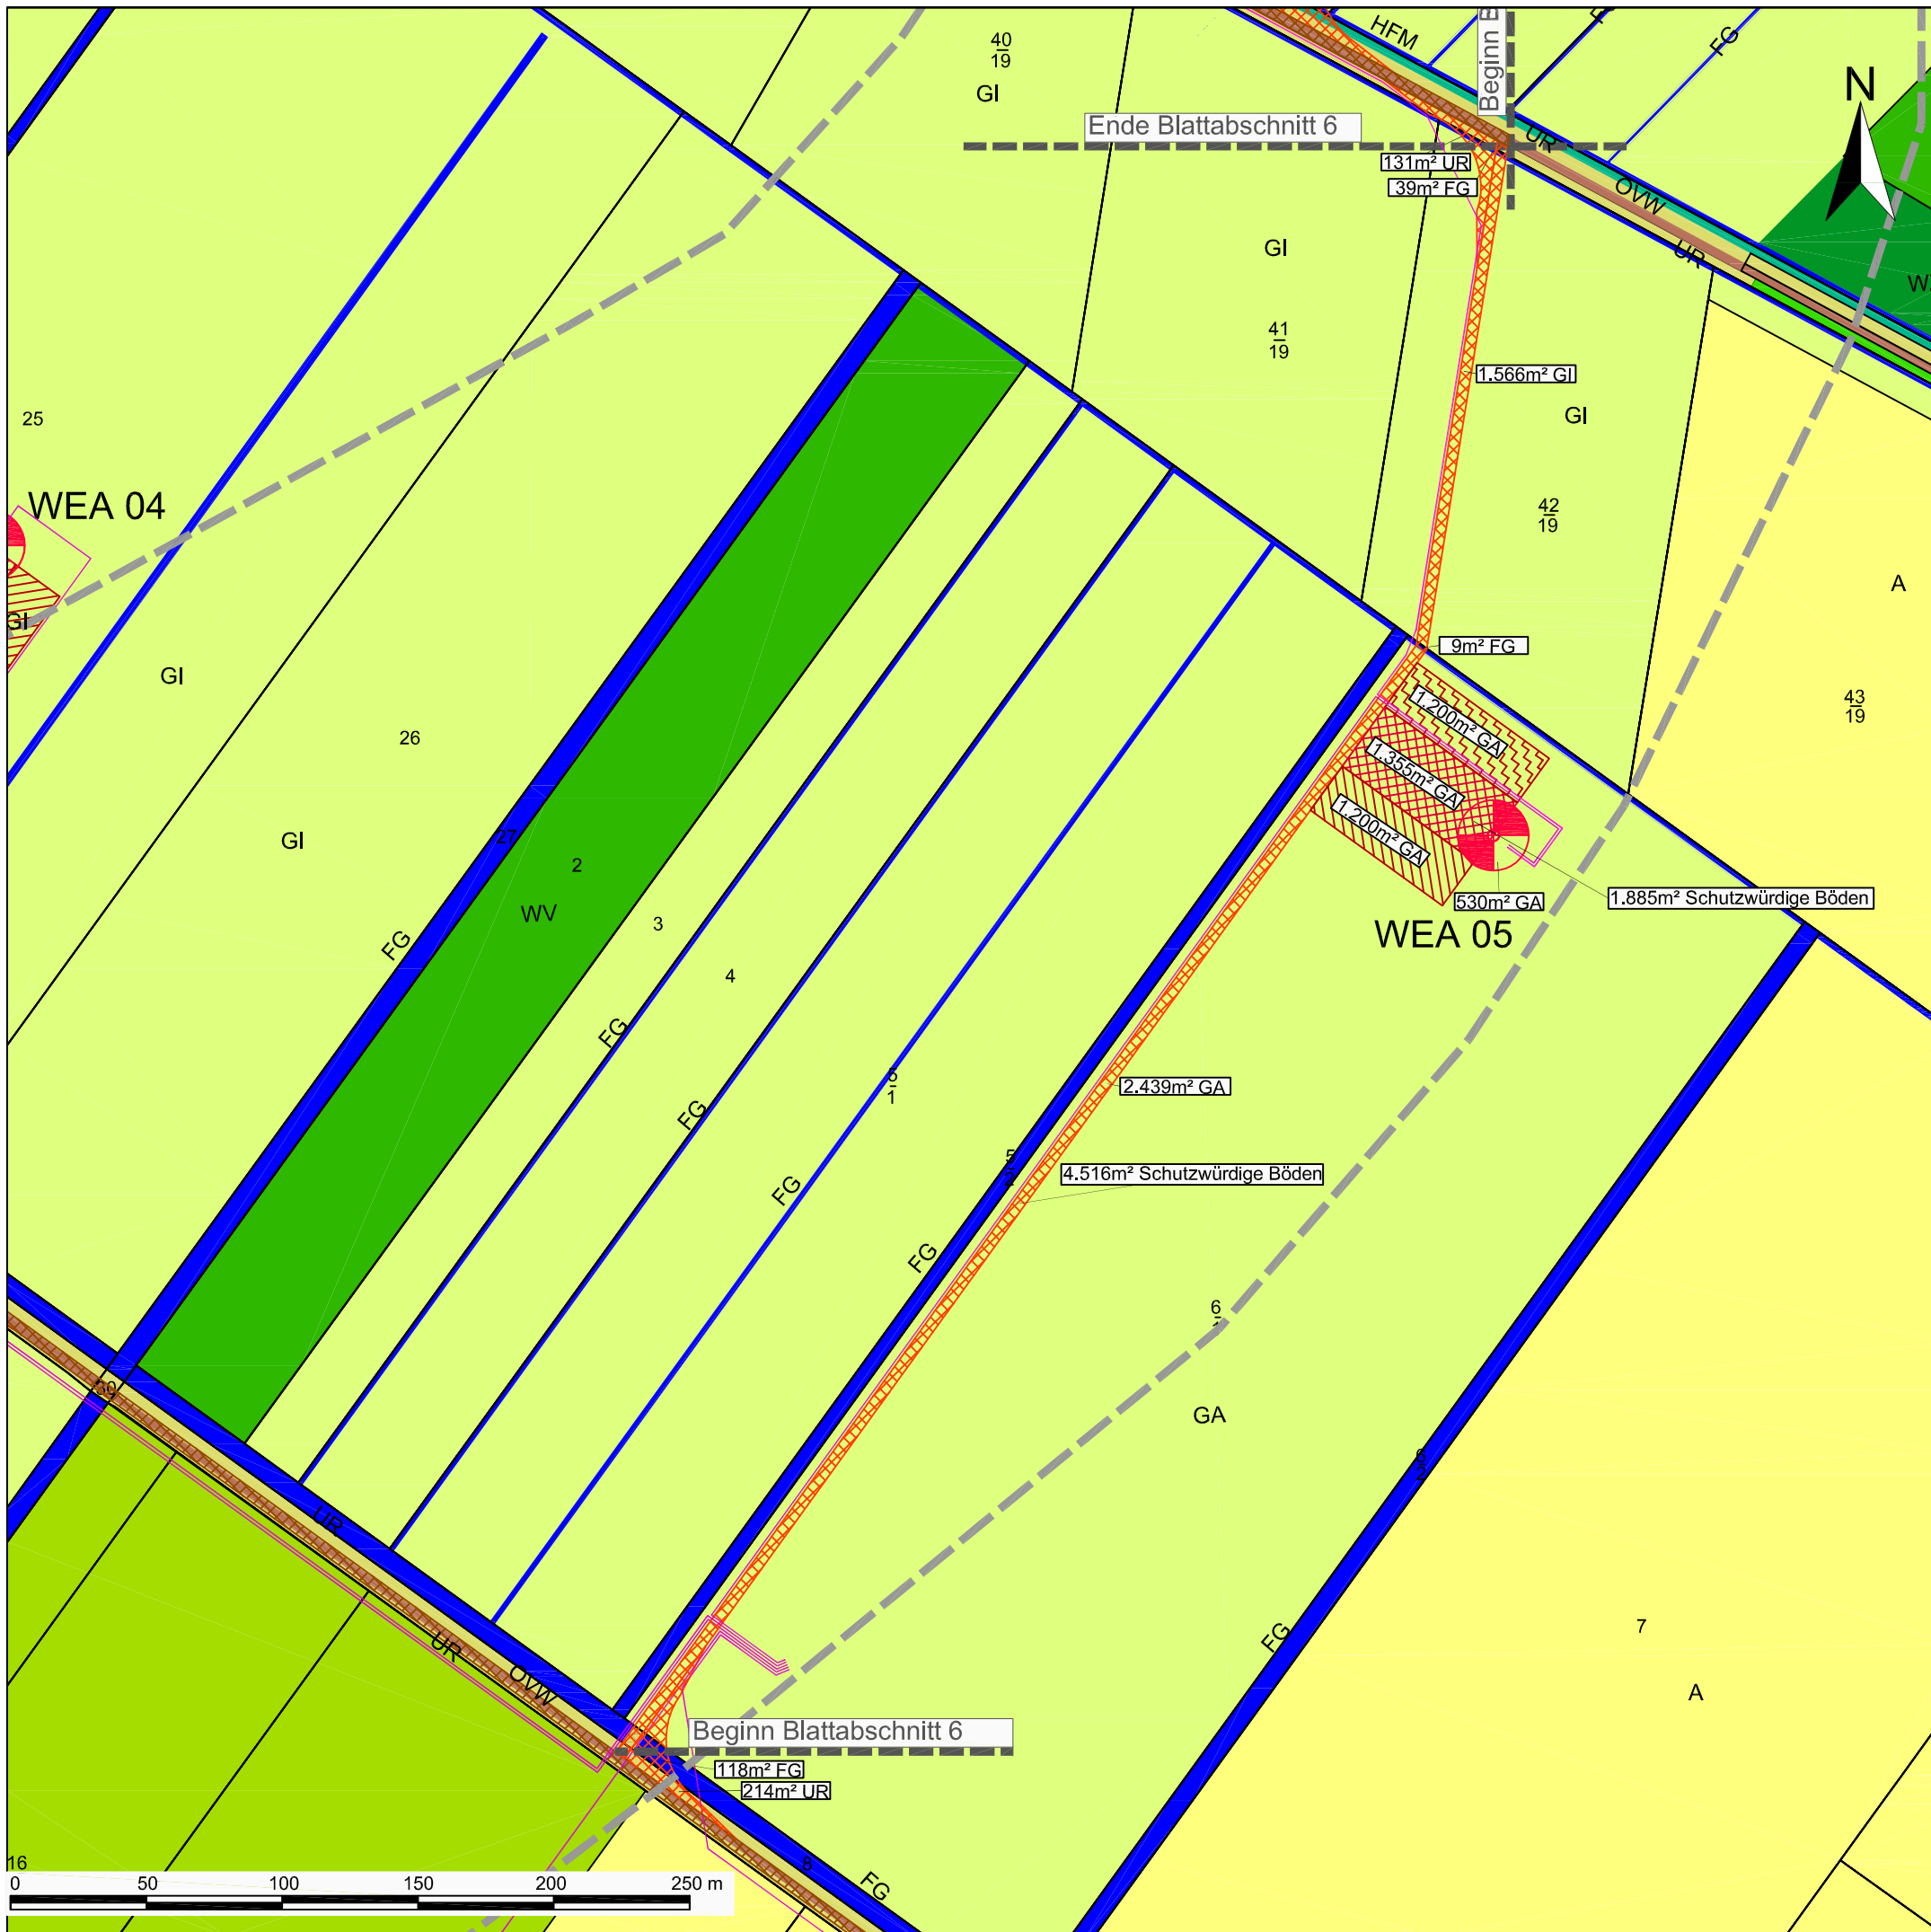 HFM
FG
40
19
GI
Beginn B
N
Ende Blattabschnitt 6
UR
131m² UR
39m² FG
OVW
GI
UR
41
19
1.566m² GI
GI
25
WEA 04
42
19
A
GI
9m² FG
GI
43
19
1.200m² GA
26
1.355m² GA
1.200m² GA
GI
27
2
530m² GA
1.885m² Schutzwürdige Böden
WV
3
WEA 05
FG
4
FG
2.439m² GA
1
FG
5
2
4.516m² Schutzwürdige Böden
FG
FG
6
GA
39
6
2
UR
7
FG
UR
OVW
A
Beginn Blattabschnitt 6
118m² FG
214m² UR
16
8
FG
0 50 100 150 200 250 m